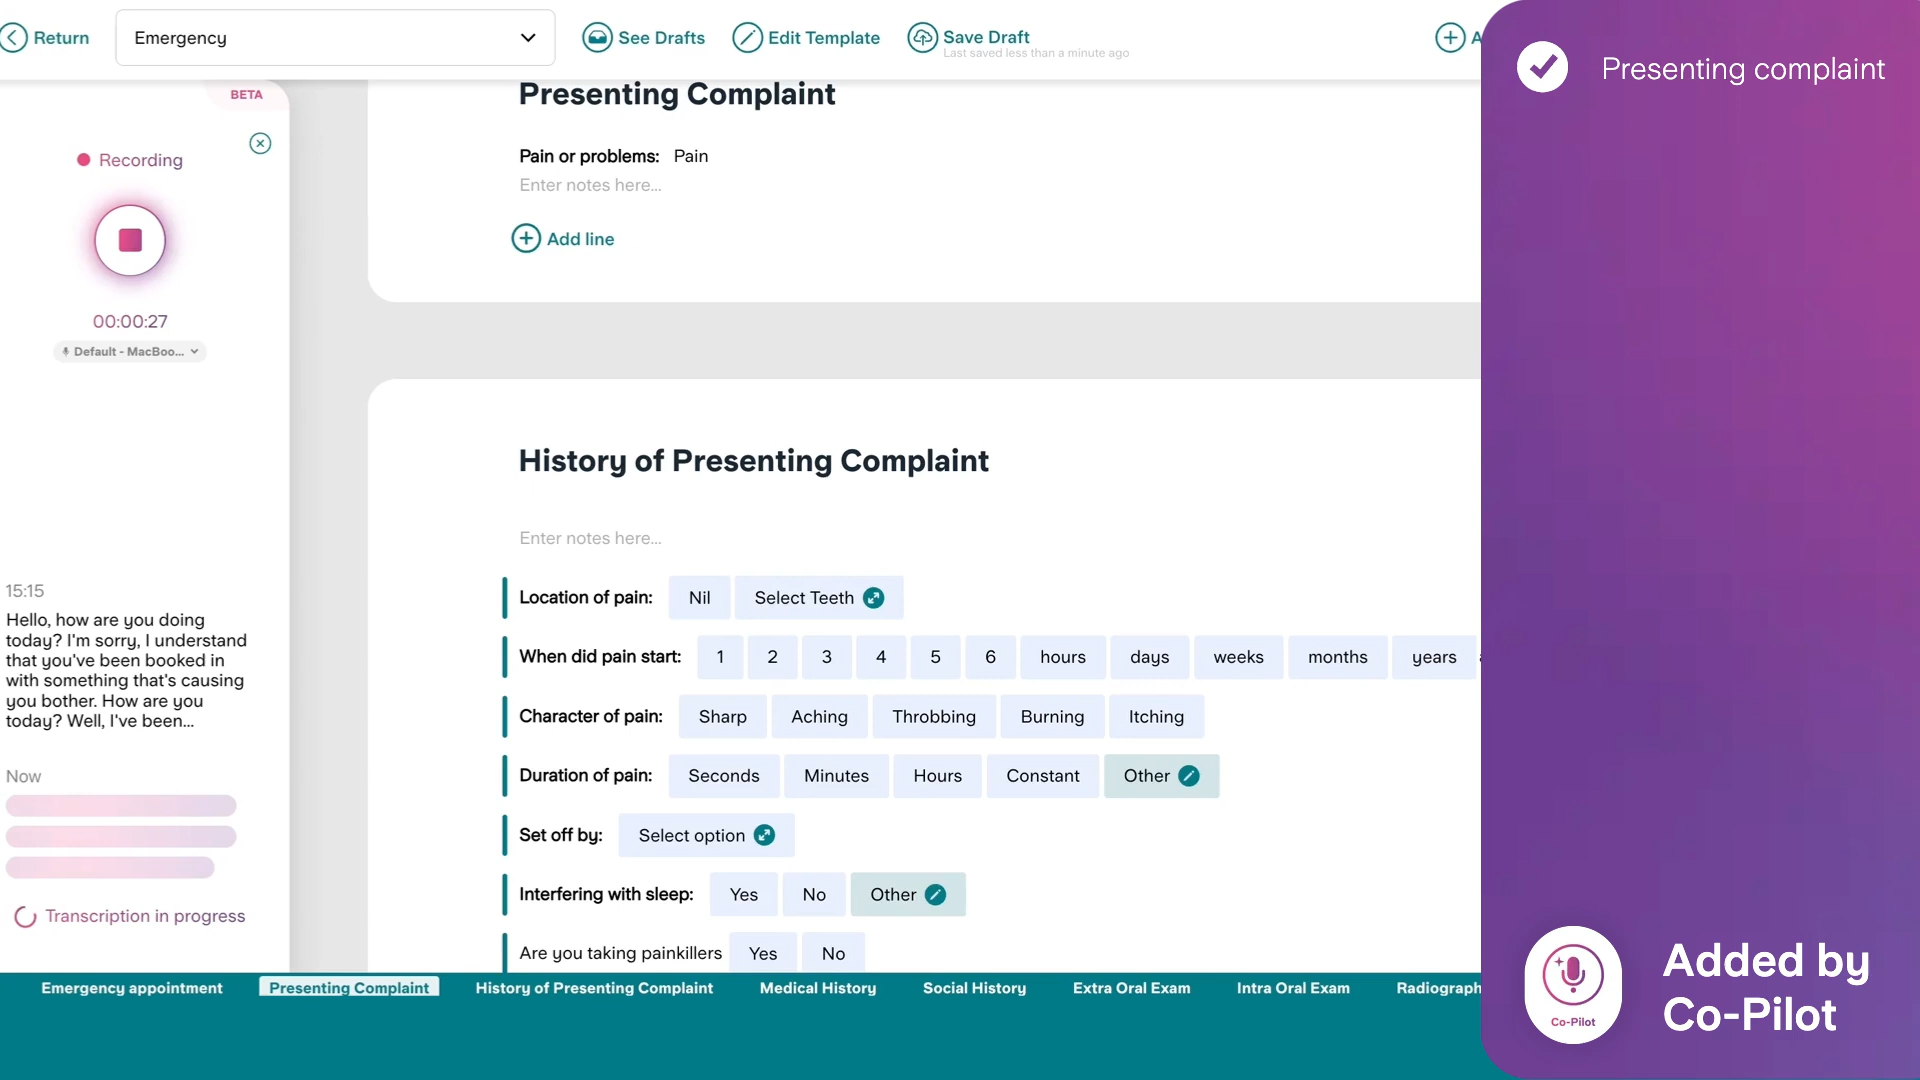 Return
Emergency
See Drafts
Edit Template
Save Draft
Last saved less than a minute ago
BETA
Recording
00:00:27
Default - MacBoo...
15:15
Hello, how are you doing
today? I'm sorry, I understand
that you've been booked in
with something that's causing
you bother. How are you
today? Well, I've been...
Now
Transcription in progress
Presenting Complaint
Pain or problems: Pain
Enter notes here...
Add line
History of Presenting Complaint
Enter notes here...
Location of pain: Nil Select Teeth
When did pain start: 1 2 3 4 5 6 hours days weeks months years
Character of pain: Sharp Aching Throbbing Burning Itching
Duration of pain: Seconds Minutes Hours Constant Other
Set off by: Select option
Interfering with sleep: Yes No Other
Are you taking painkillers Yes No
Emergency appointment Presenting Complaint History of Presenting Complaint Medical History Social History Extra Oral Exam Intra Oral Exam Radiograph
Presenting complaint
Co-Pilot
Added by
Co-Pilot